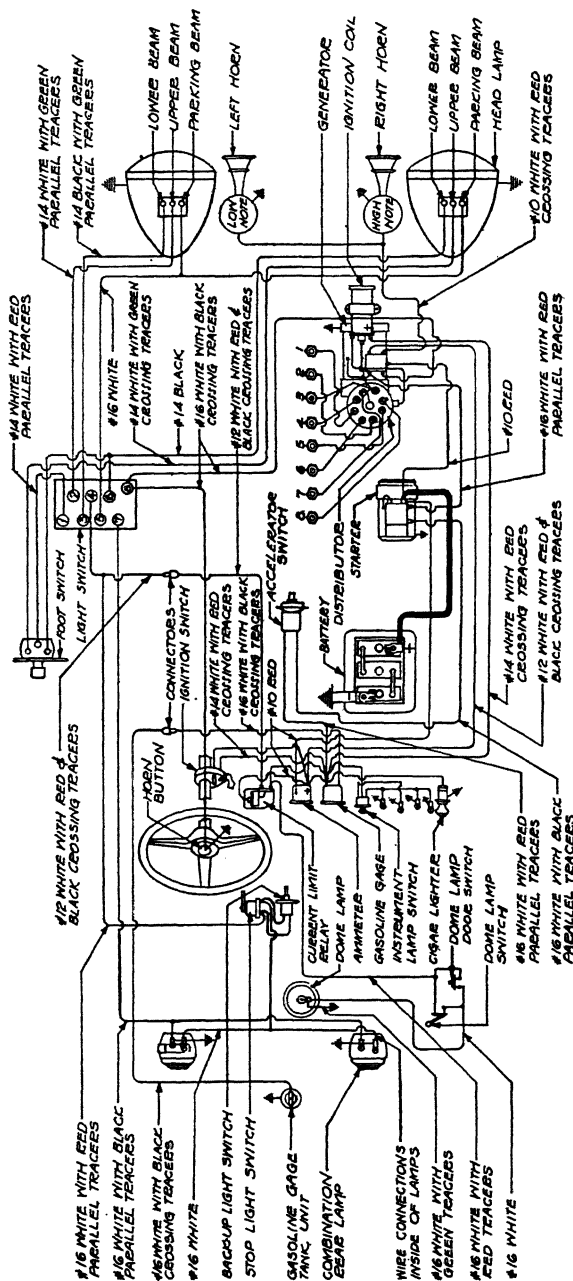 #14 WHITE WITH GREEN
PARALLEL TRACERS
#14 BLACK WITH GREEN
PARALLEL TRACERS
LOWER BEAM
UPPER BEAM
PARKING BEAM
LEFT HORN
LOW
NOTE
GENERATOR
IGNITION COIL
RIGHT HORN
HIGH
NOTE
LOWER BEAM
UPPER BEAM
PARKING BEAM
HEAD LAMP
#10 WHITE WITH RED
CROSSING TRACERS
#14 WHITE WITH RED
PARALLEL TRACERS
#16 WHITE
#14 WHITE WITH GREEN
CROSSING TRACERS
#14 BLACK
#16 WHITE WITH BLACK
CROSSING TRACERS
#12 WHITE WITH RED &
BLACK CROSSING TRACERS
1
2
3
4
5
6
7
8
#10 RED
#16 WHITE WITH RED
PARALLEL TRACERS
FOOT SWITCH
LIGHT SWITCH
CONNECTORS
IGNITION SWITCH
#14 WHITE WITH RED
CROSSING TRACERS
#16 WHITE WITH BLACK
CROSSING TRACERS
#10 RED
ACCELERATOR
SWITCH
BATTERY
DISTRIBUTOR
STARTER
#14 WHITE WITH RED
CROSSING TRACERS
#12 WHITE WITH RED &
BLACK CROSSING TRACERS
#12 WHITE WITH RED &
BLACK CROSSING TRACERS
HORN
BUTTON
CURRENT LIMIT
RELAY
DOME LAMP
AMMETER
GASOLINE GAGE
INSTRUMENT
LAMP SWITCH
CIGAR LIGHTER
DOME LAMP
DOOR SWITCH
DOME LAMP
SWITCH
#16 WHITE WITH RED
PARALLEL TRACERS
#16 WHITE WITH BLACK
PARALLEL TRACERS
#16 WHITE WITH RED
PARALLEL TRACERS
#16 WHITE WITH BLACK
PARALLEL TRACERS
#16 WHITE WITH BLACK
CROSSING TRACERS
#16 WHITE
BACKUP LIGHT SWITCH
STOP LIGHT SWITCH
GASOLINE GAGE
TANK UNIT
COMBINATION
REAR LAMP
WIRE CONNECTIONS
INSIDE OF LAMPS
#16 WHITE WITH
GREEN TRACERS
#16 WHITE WITH
RED TRACERS
#16 WHITE